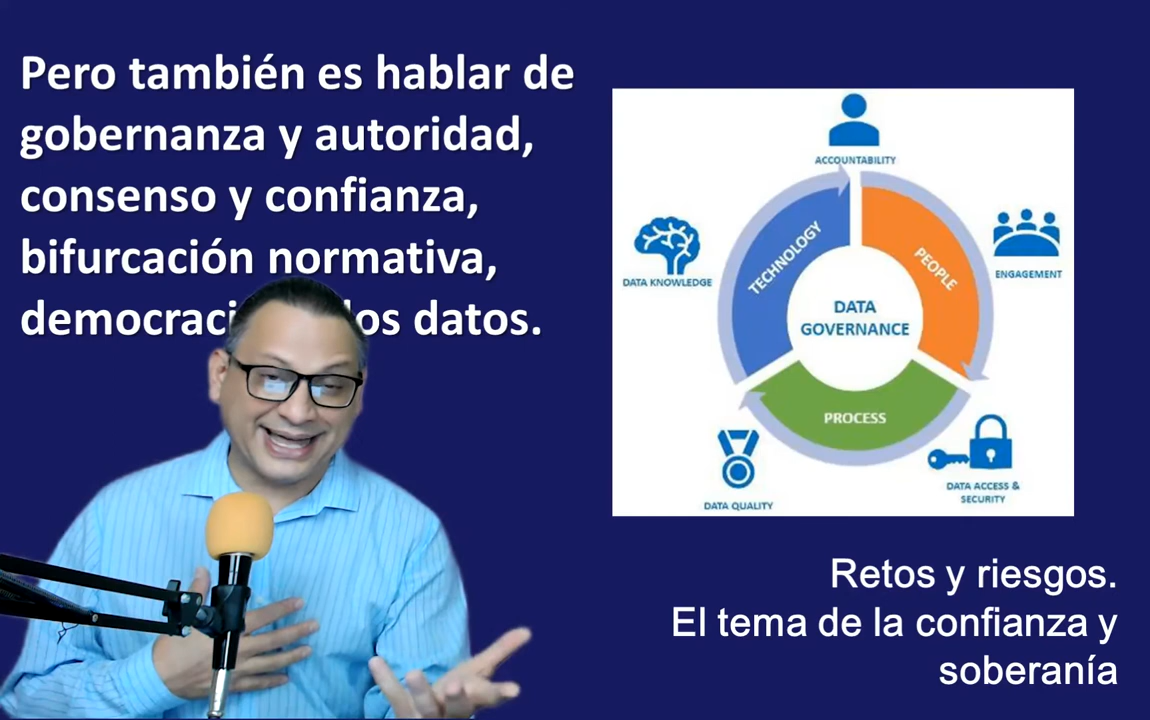 Pero también es hablar de
gobernanza y autoridad,
consenso y confianza,
bifurcación normativa,
los datos.
ACCOUNTABILITY
TECHNOLOGY
PEOPLE
DATA KNOWLEDGE
ENGAGEMENT
DATA
GOVERNANCE
PROCESS
DATA QUALITY
DATA ACCESS &
SECURITY
Retos y riesgos.
El tema de la confianza y
soberanía